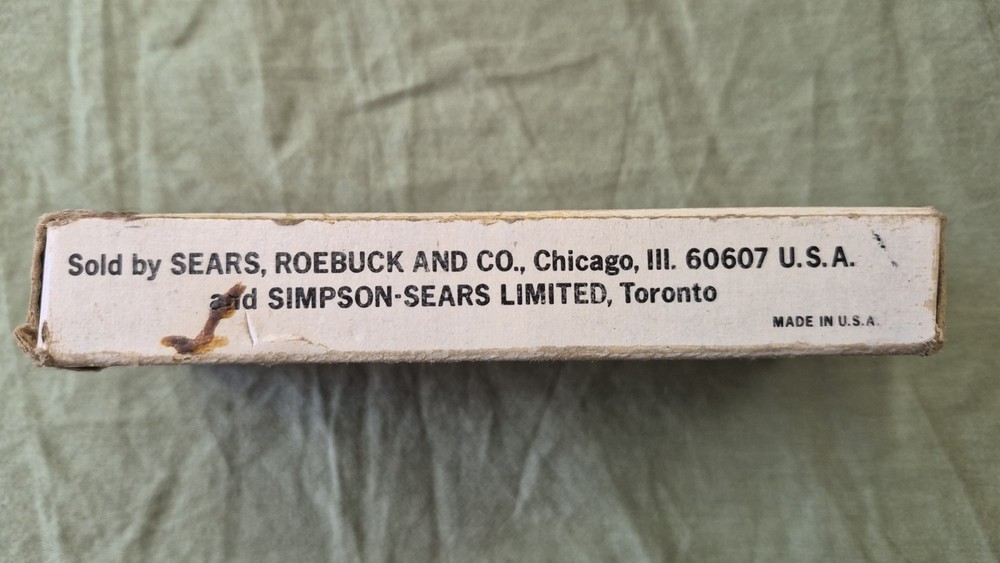 Sold by SEARS, ROEBUCK AND CO., Chicago, Ill. 60607 U.S.A.
and SIMPSON-SEARS LIMITED, Toronto
MADE IN U.S.A.